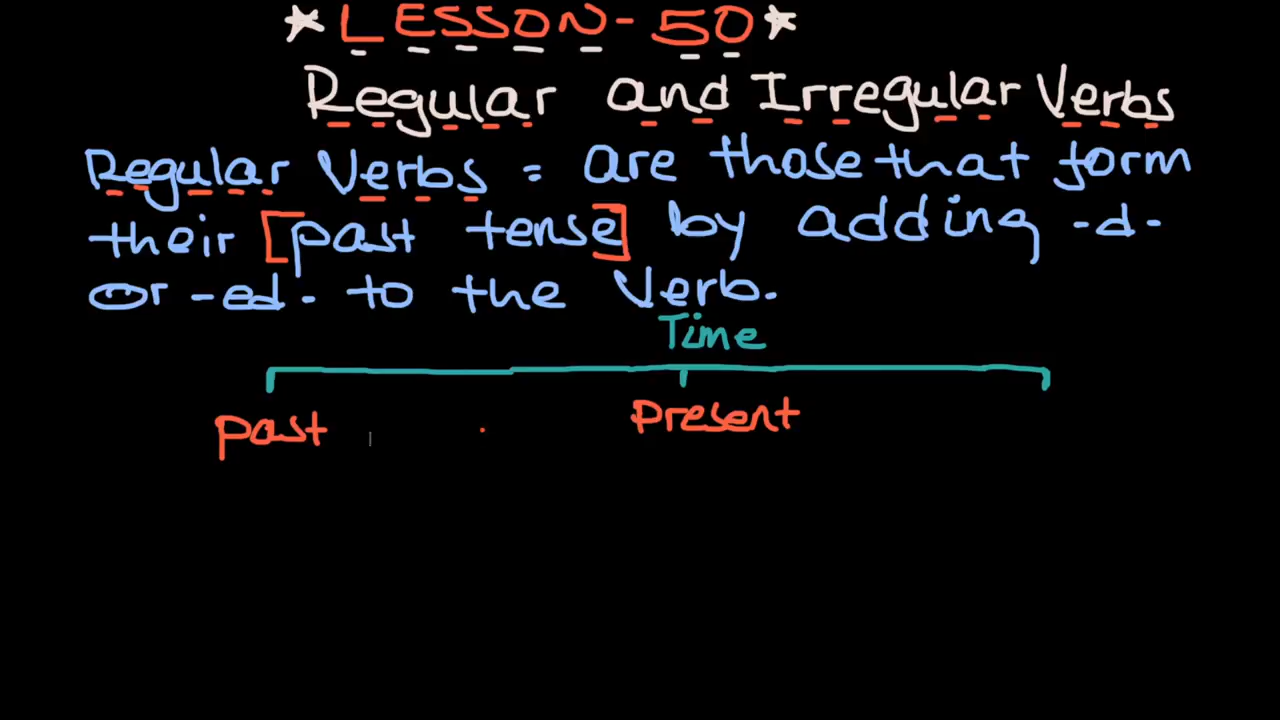 * LESSON-50 *
Regular and Irregular Verbs
Regular Verbs = are those that form
their [past tense] by adding -d-
or -ed- to the Verb.
Time
past present